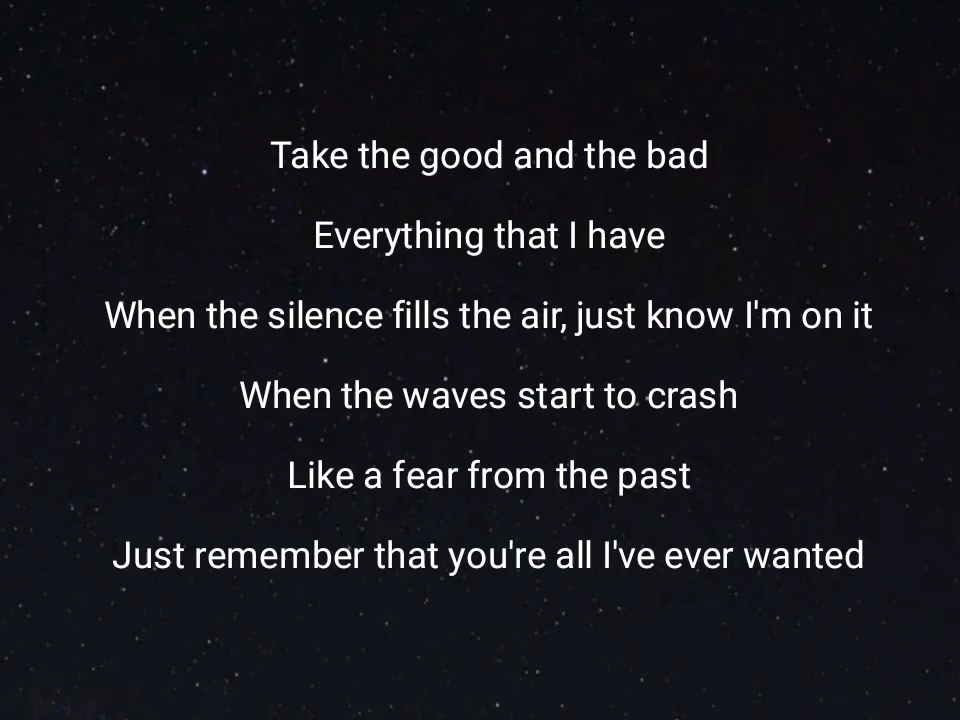 Take the good and the bad
Everything that I have
When the silence fills the air, just know I'm on it
When the waves start to crash
Like a fear from the past
Just remember that you're all I've ever wanted